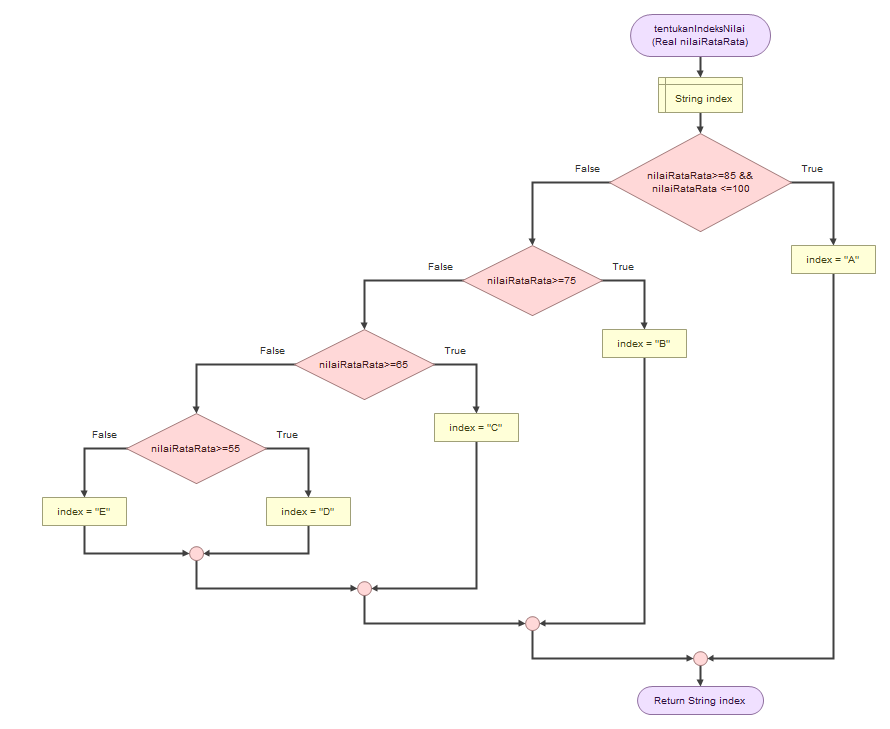 tentukanIndeksNilai
(Real nilaiRataRata)
String index
False
True
nilaiRataRata>=85 &&
nilaiRataRata <=100
index = "A"
False
True
nilaiRataRata>=75
index = "B"
False
True
nilaiRataRata>=65
index = "C"
False
True
nilaiRataRata>=55
index = "E"
index = "D"
Return String index